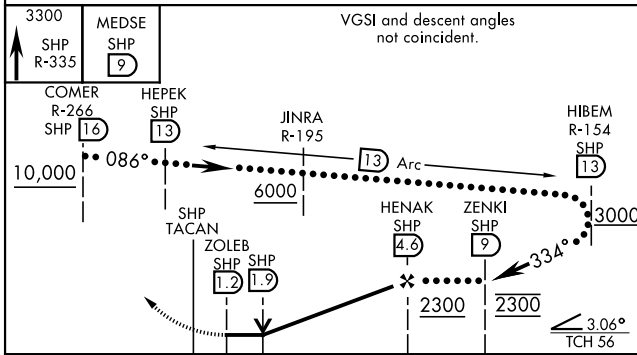 3300
SHP
R-335
MEDSE
SHP
9
VGSI and descent angles
not coincident.
COMER
R-266
SHP 16
HEPEK
SHP
13
JINRA
R-195
HIBEM
R-154
SHP
13
13 Arc
10,000
086°
6000
3000
SHP
TACAN
ZOLEB
SHP
1.2
SHP
1.9
HENAK
SHP
4.6
ZENKI
SHP
9
334°
2300
2300
3.06°
TCH 56